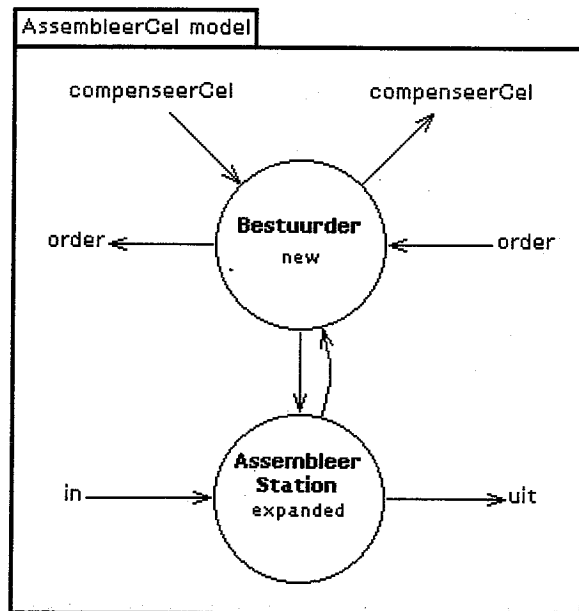 AssembleerCel model
compenseerCel
compenseerCel
Bestuurder
new
order
order
Assembleer
Station
expanded
in
uit